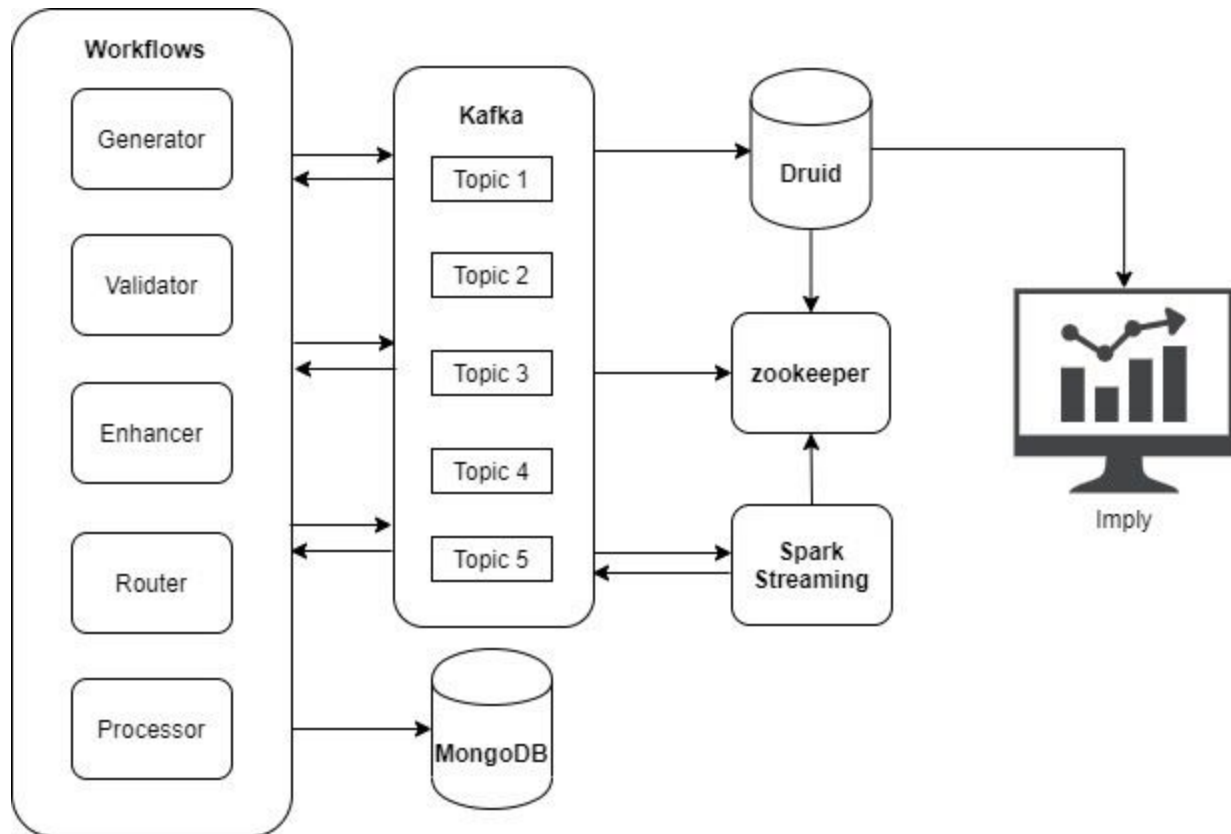 Workflows
Generator
Validator
Enhancer
Router
Processor
Kafka
Topic 1
Topic 2
Topic 3
Topic 4
Topic 5
MongoDB
Druid
zookeeper
Spark
Streaming
Imply